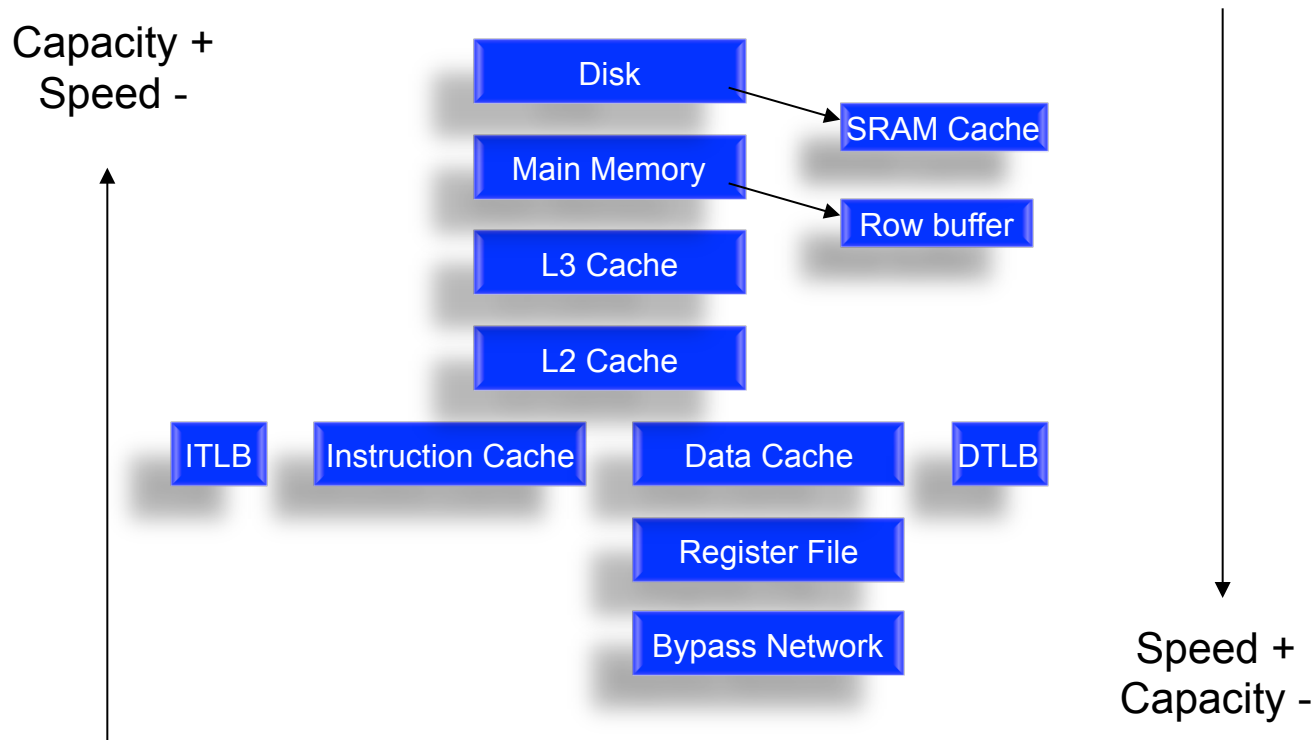 Capacity +
Speed -
Disk
SRAM Cache
Main Memory
Row buffer
L3 Cache
L2 Cache
ITLB
Instruction Cache
Data Cache
DTLB
Register File
Bypass Network
Speed +
Capacity -